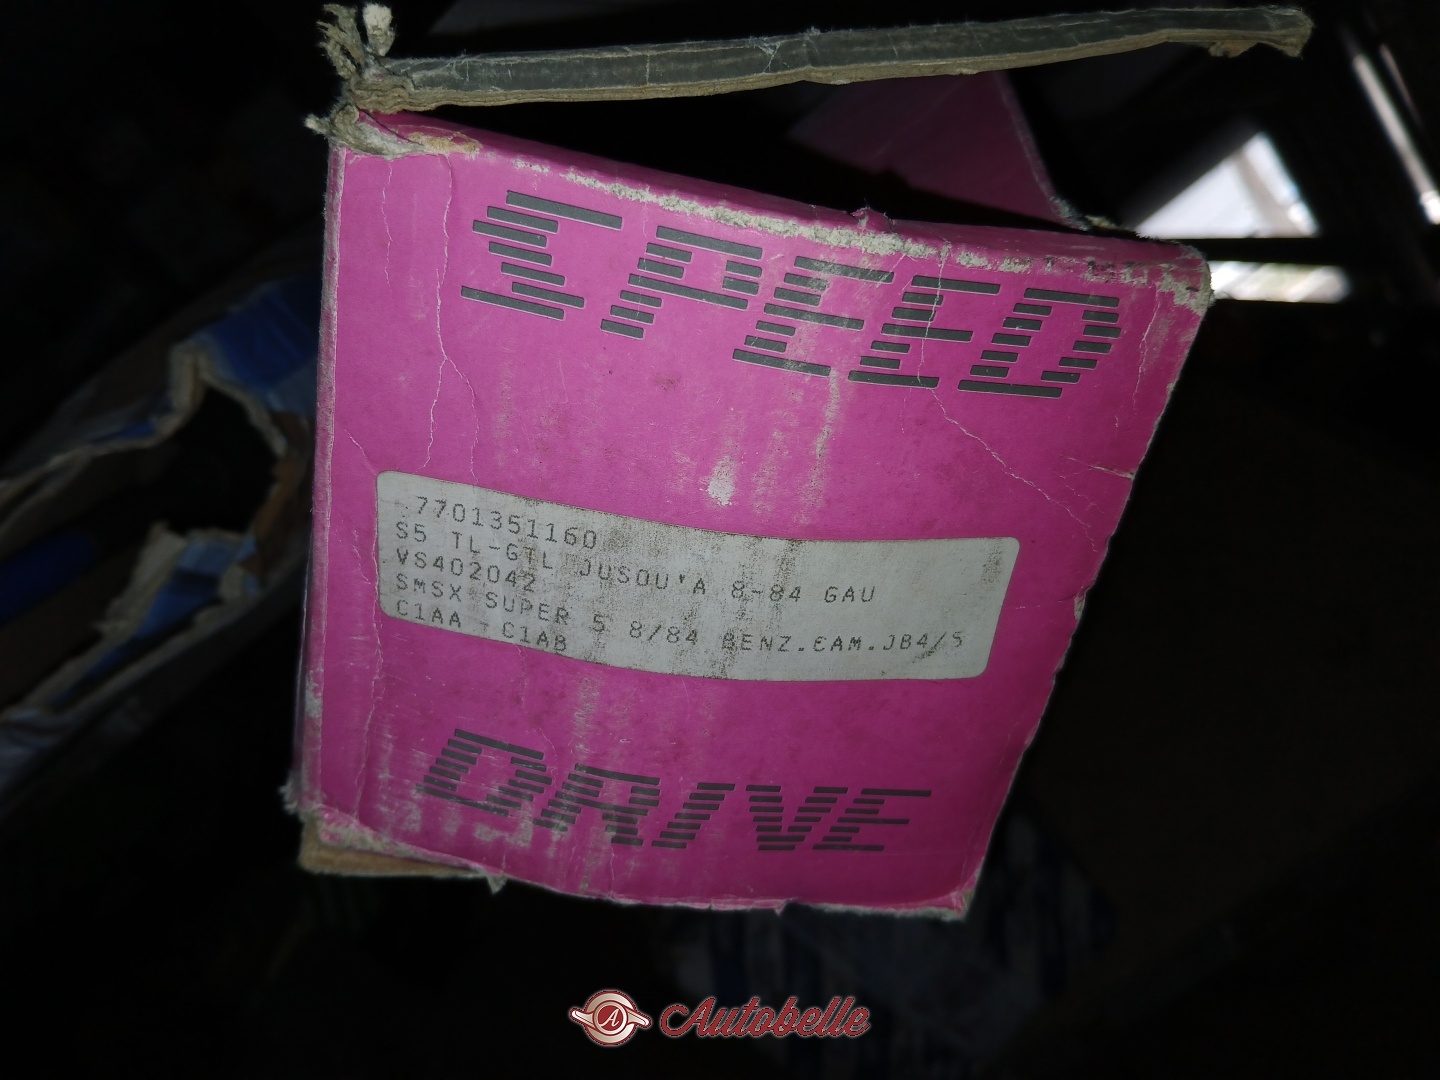 SPEED
7701351160
S5 TL-GTL JUSQU'A 8-84 GAU
VS402042
SMSX SUPER 5 8/84 BENZ.CAM.JB4/5
C1AA C1AB
DRIVE
A Autobelle